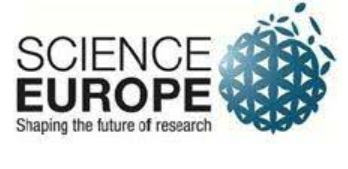 SCIENCE
EUROPE
Shaping the future of research